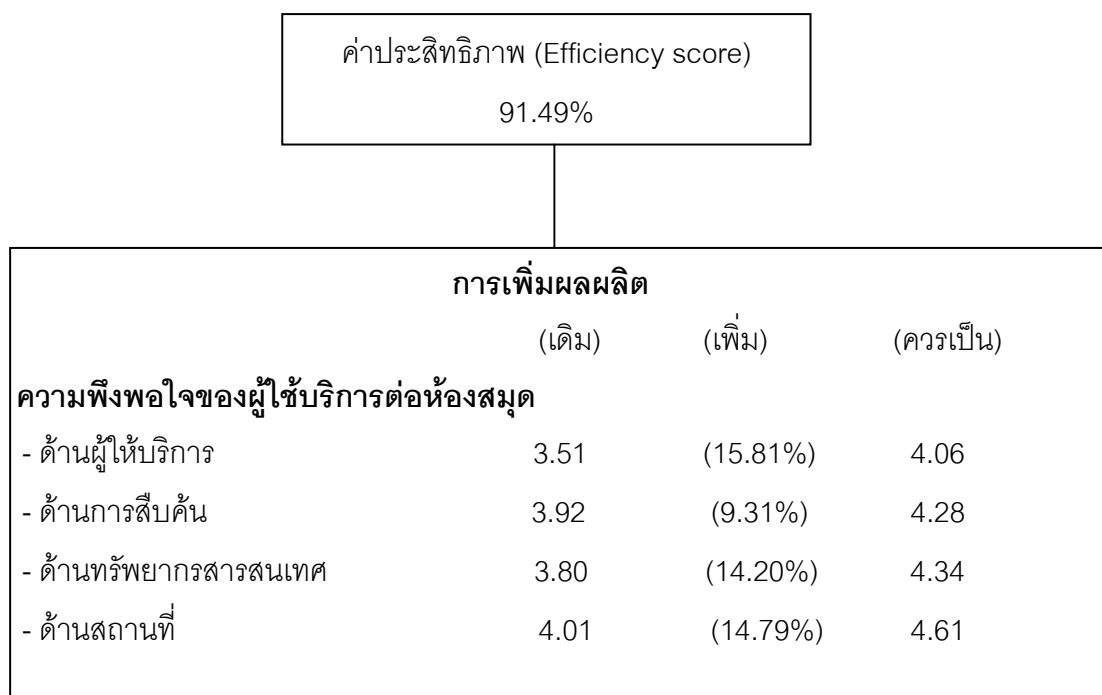 ค่าประสิทธิภาพ (Efficiency score)
91.49%
การเพิ่มผลผลิต
(เดิม) (เพิ่ม) (ควรเป็น)
ความพึงพอใจของผู้ใช้บริการต่อห้องสมุด
- ด้านผู้ให้บริการ 3.51 (15.81%) 4.06
- ด้านการสืบค้น 3.92 (9.31%) 4.28
- ด้านทรัพยากรสารสนเทศ 3.80 (14.20%) 4.34
- ด้านสถานที่ 4.01 (14.79%) 4.61